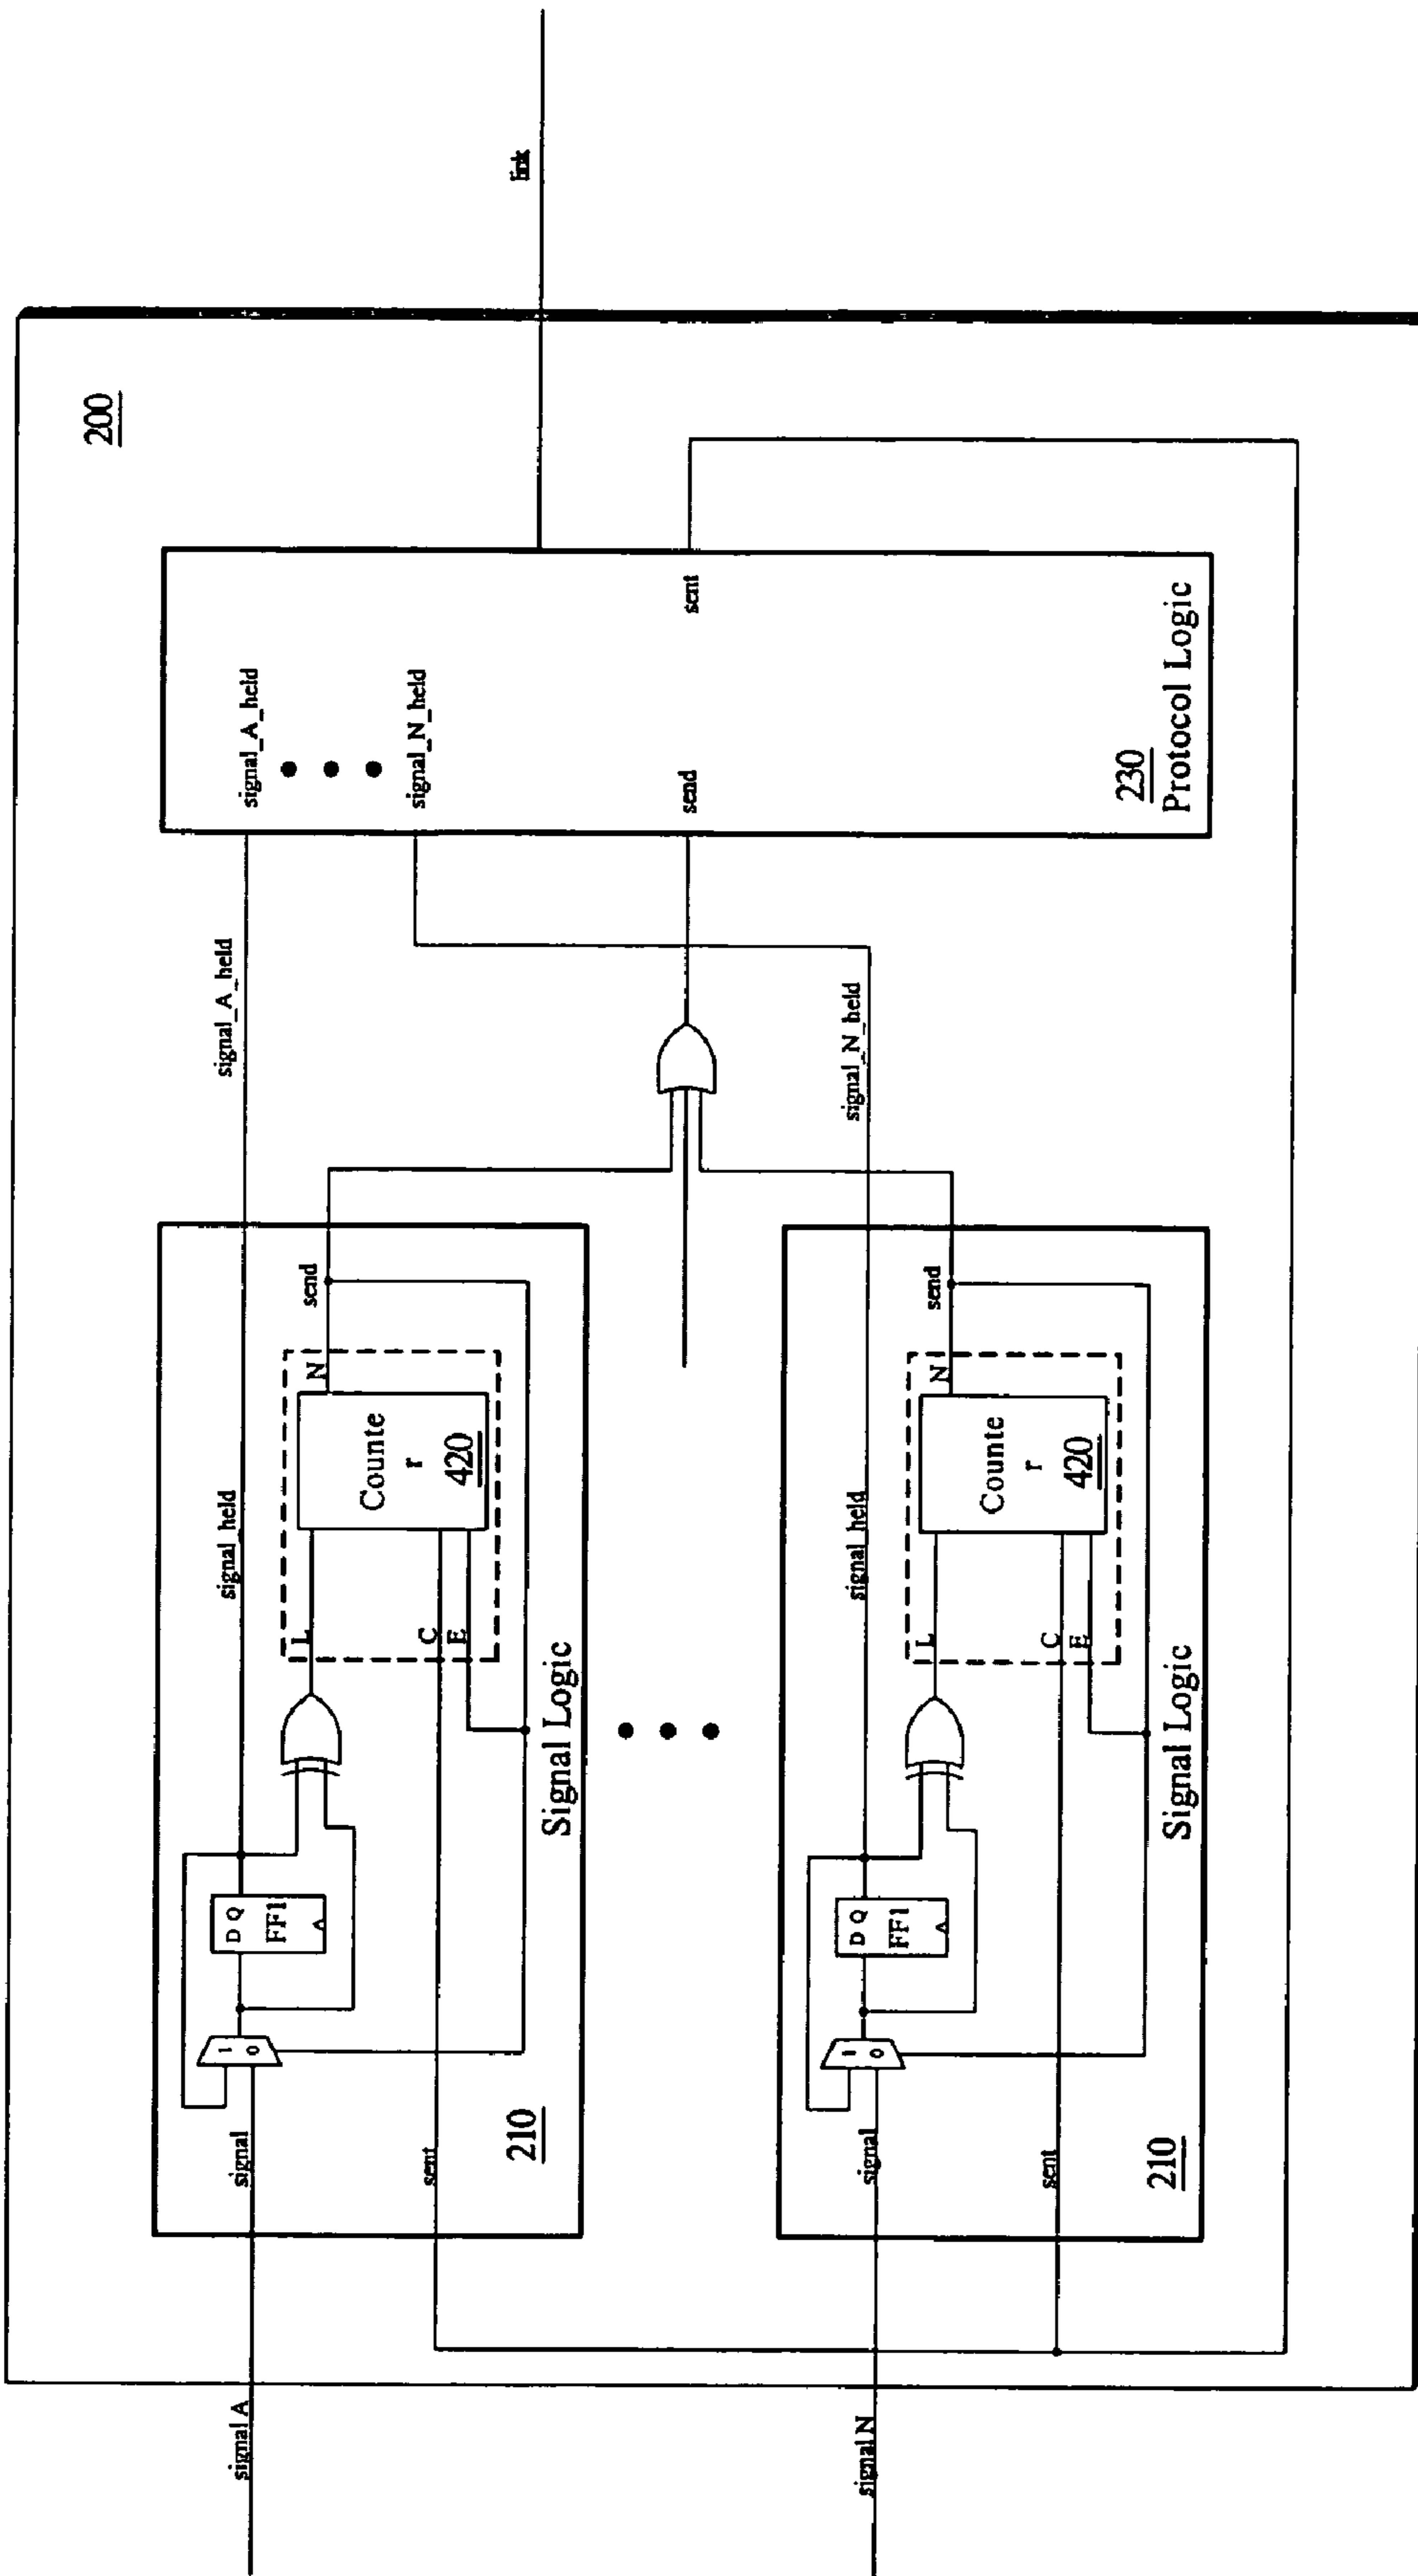 200
signal A
signal
sent
210
1
0
D Q
FF1
signal_held
L
C
E
Counte
r
420
N
send
Signal Logic
signal_A_held
signal_A_held
signal_N_held
send
sent
230
Protocol Logic
link
signal N
signal
sent
210
1
0
D Q
FF1
signal_held
L
C
E
Counte
r
420
N
send
Signal Logic
signal_N_held